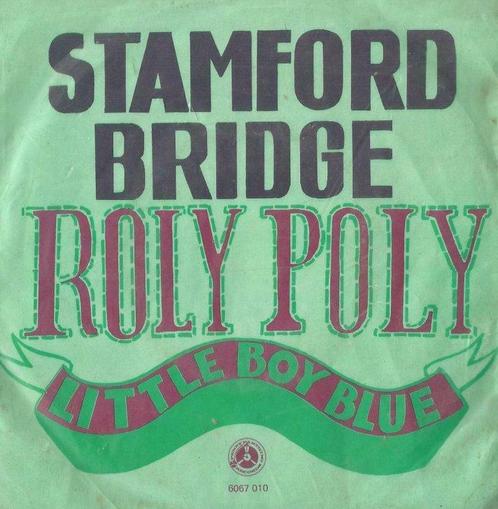 STAMFORD
BRIDGE
ROLY POLY
LITTLE BOY BLUE
6067 010